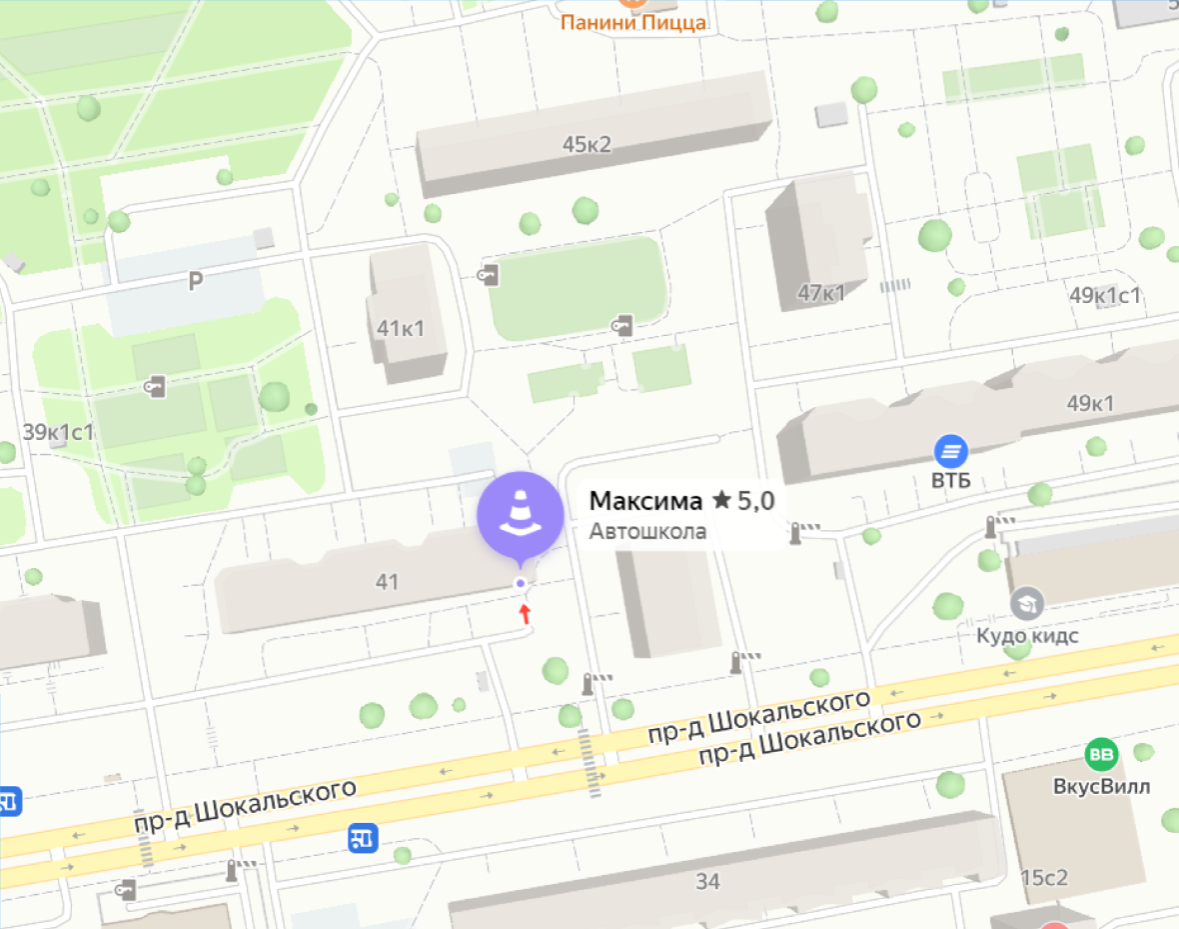 Панини Пицца
45к2
P
47к1
49к1с1
41к1
49к1
39к1с1
ВТБ
Максима ★ 5,0
Автошкола
41
Кудо кидс
пр-д Шокальского
пр-д Шокальского
ВВ
ВкусВилл
пр-д Шокальского
34
15с2